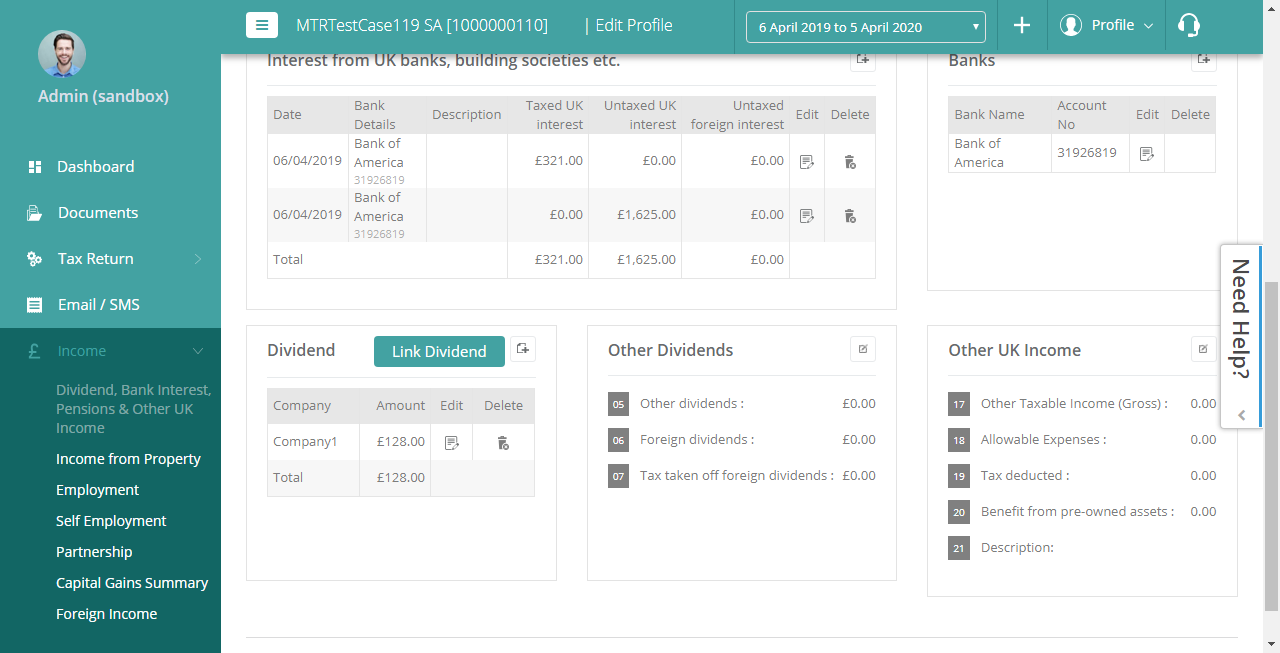 MTRTestCase119 SA [1000000110] | Edit Profile
6 April 2019 to 5 April 2020
Profile
Admin (sandbox)
Dashboard
Documents
Tax Return
Email / SMS
£ Income
Dividend, Bank Interest,
Pensions & Other UK
Income
Income from Property
Employment
Self Employment
Partnership
Capital Gains Summary
Foreign Income
Interest from UK banks, building societies etc.
Date Bank Details Description Taxed UK interest Untaxed UK interest Untaxed foreign interest Edit Delete
06/04/2019 Bank of America 31926819 £321.00 £0.00 £0.00
06/04/2019 Bank of America 31926819 £0.00 £1,625.00 £0.00
Total £321.00 £1,625.00 £0.00
Banks
Bank Name Account No Edit Delete
Bank of America 31926819
Dividend Link Dividend
Company Amount Edit Delete
Company1 £128.00
Total £128.00
Other Dividends
05 Other dividends : £0.00
06 Foreign dividends : £0.00
07 Tax taken off foreign dividends : £0.00
Other UK Income
17 Other Taxable Income (Gross) : 0.00
18 Allowable Expenses : 0.00
19 Tax deducted : 0.00
20 Benefit from pre-owned assets : 0.00
21 Description:
Need Help?